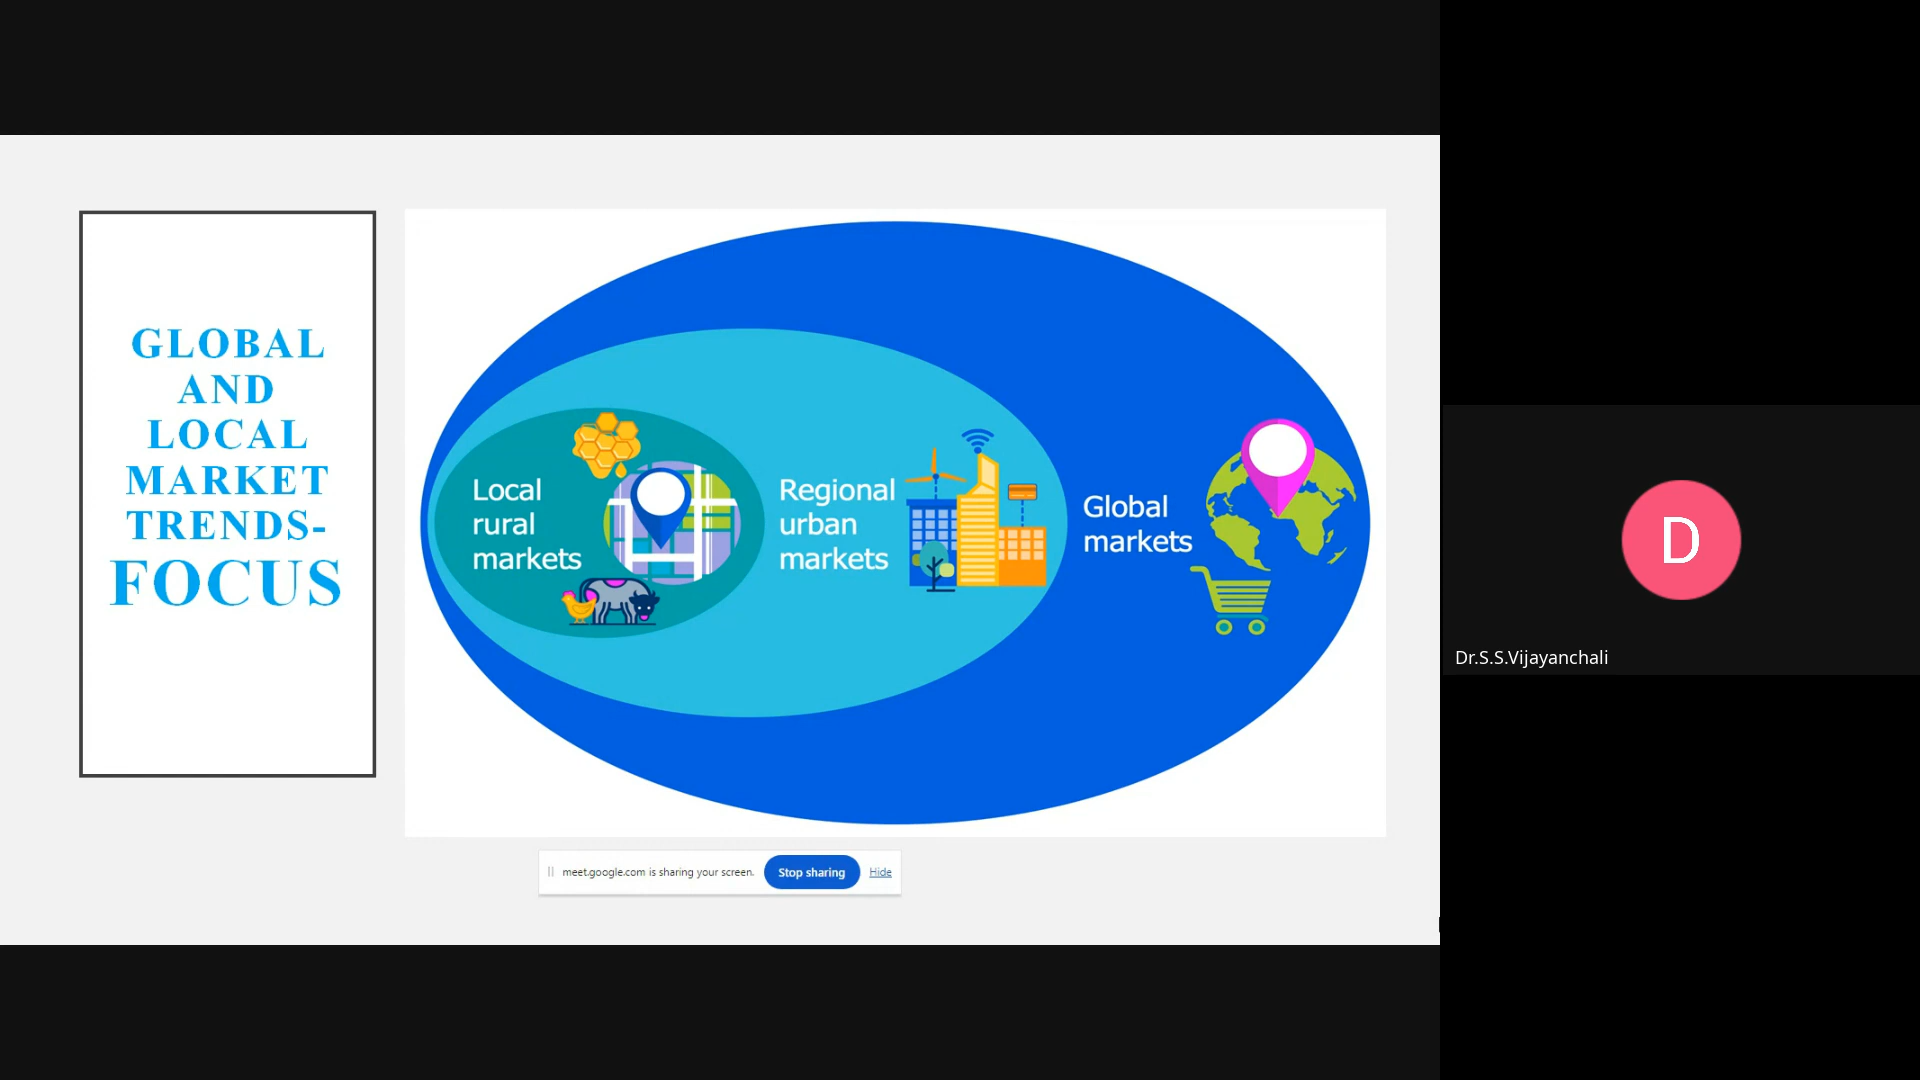 GLOBAL
AND
LOCAL
MARKET
TRENDS-
FOCUS
Local
rural
markets
Regional
urban
markets
Global
markets
meet.google.com is sharing your screen.
Stop sharing
Hide
D
Dr.S.S.Vijayanchali